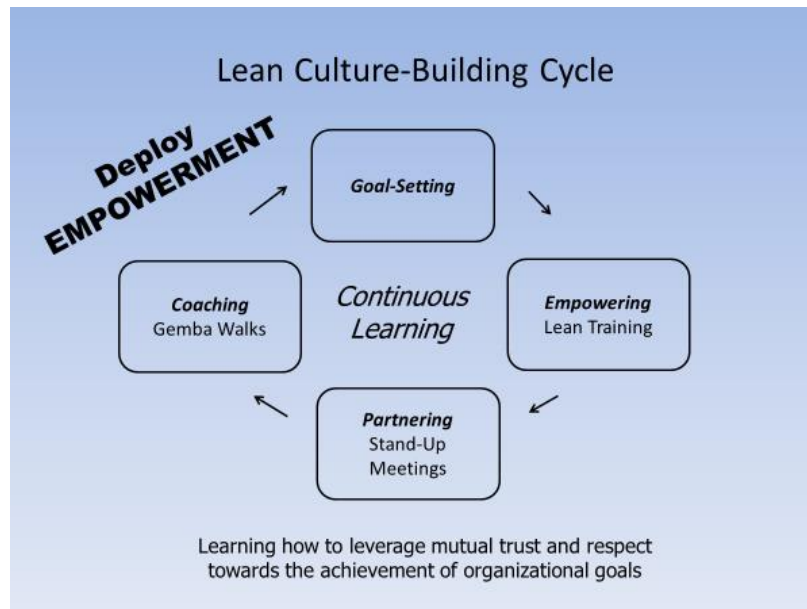 Lean Culture-Building Cycle
Deploy
EMPOWERMENT
Goal-Setting
Coaching
Gemba Walks
Continuous
Learning
Empowering
Lean Training
Partnering
Stand-Up
Meetings
Learning how to leverage mutual trust and respect
towards the achievement of organizational goals